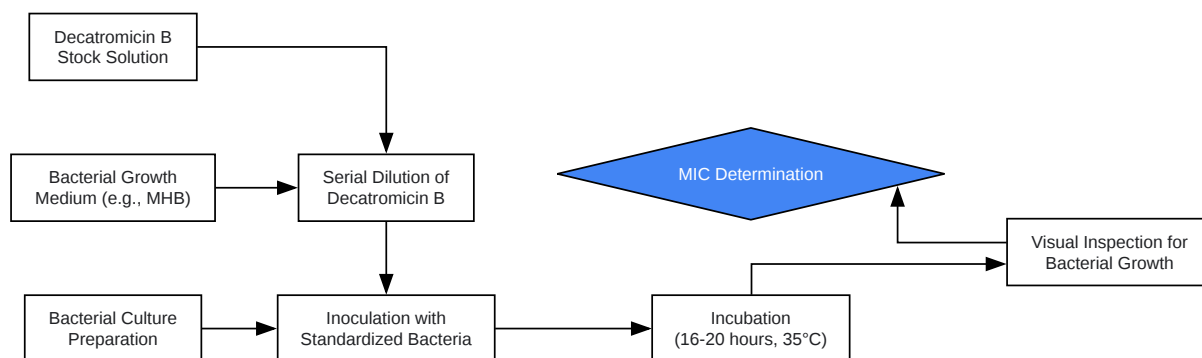 Decatromicin B
Stock Solution
Bacterial Growth
Medium (e.g., MHB)
Serial Dilution of
Decatromicin B
MIC Determination
Visual Inspection for
Bacterial Growth
Bacterial Culture
Preparation
Inoculation with
Standardized Bacteria
Incubation
(16-20 hours, 35°C)